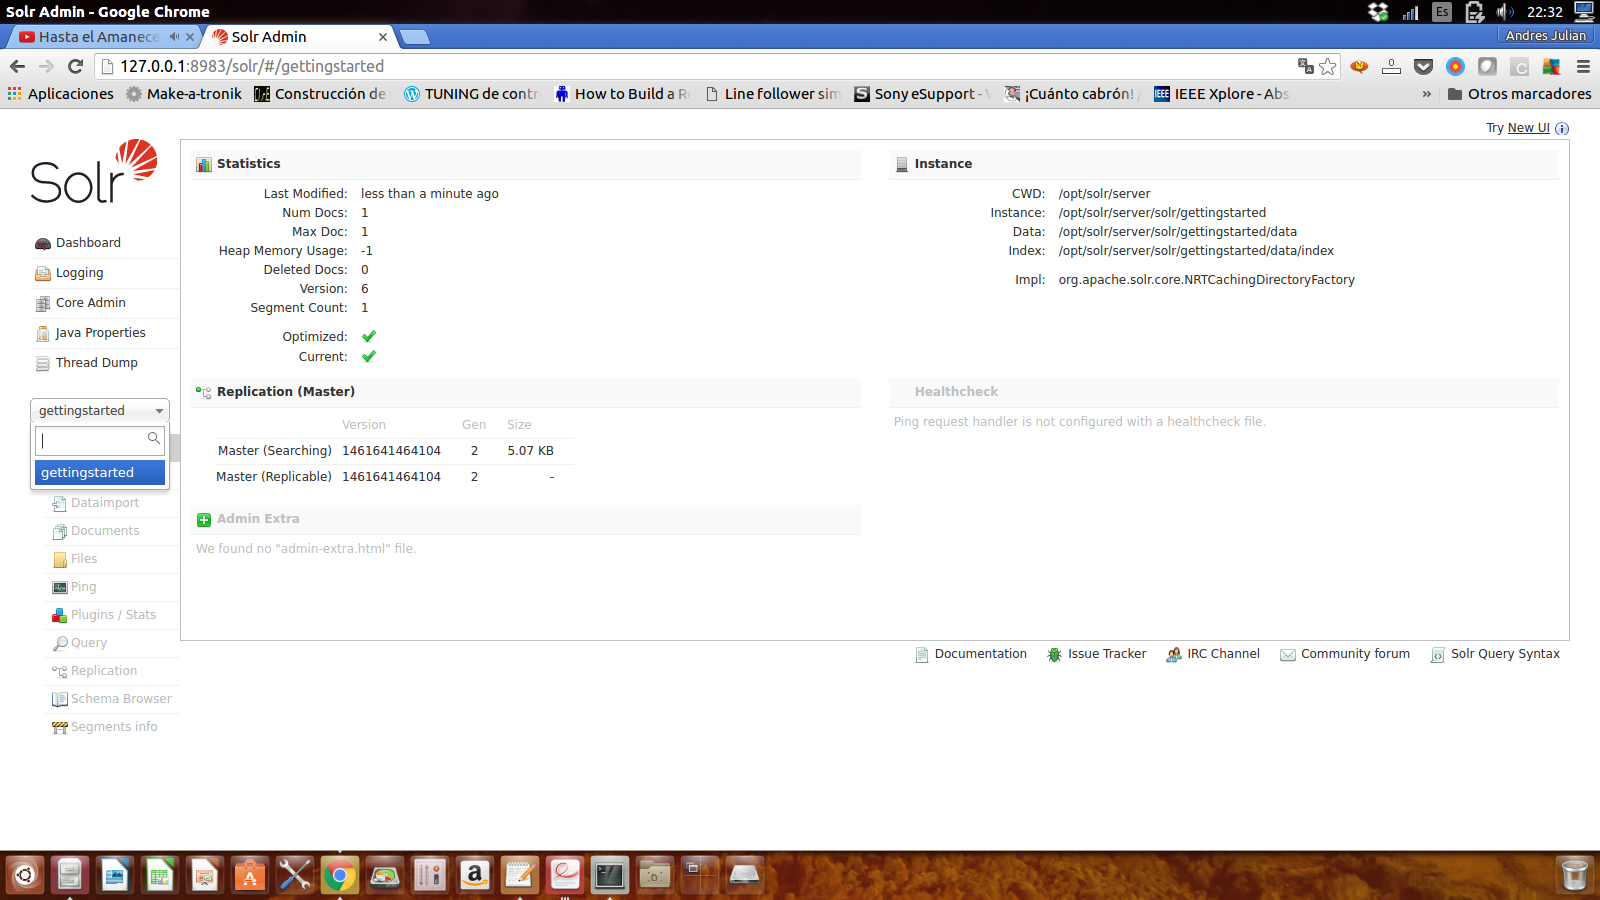 Solr Admin - Google Chrome
Es
22:32
Hasta el Amanece
Solr Admin
Andres Julian
127.0.0.1:8983/solr/#/gettingstarted
0
Aplicaciones
Make-a-tronik
Construcción de
TUNING de cont
How to Build a R
Line follower sim
Sony eSupport -
¡Cuánto cabrón!
IEEE Xplore - Abs
»
Otros marcadores
Try New UI
Solr
Dashboard
Logging
Core Admin
Java Properties
Thread Dump
gettingstarted
gettingstarted
Dataimport
Documents
Files
Ping
Plugins / Stats
Query
Replication
Schema Browser
Segments info
Statistics
Last Modified: less than a minute ago
Num Docs: 1
Max Doc: 1
Heap Memory Usage: -1
Deleted Docs: 0
Version: 6
Segment Count: 1
Optimized:
Current:
Instance
CWD: /opt/solr/server
Instance: /opt/solr/server/solr/gettingstarted
Data: /opt/solr/server/solr/gettingstarted/data
Index: /opt/solr/server/solr/gettingstarted/data/index
Impl: org.apache.solr.core.NRTCachingDirectoryFactory
Replication (Master)
Version Gen Size
Master (Searching) 1461641464104 2 5.07 KB
Master (Replicable) 1461641464104 2 -
Healthcheck
Ping request handler is not configured with a healthcheck file.
Admin Extra
We found no "admin-extra.html" file.
Documentation
Issue Tracker
IRC Channel
Community forum
Solr Query Syntax